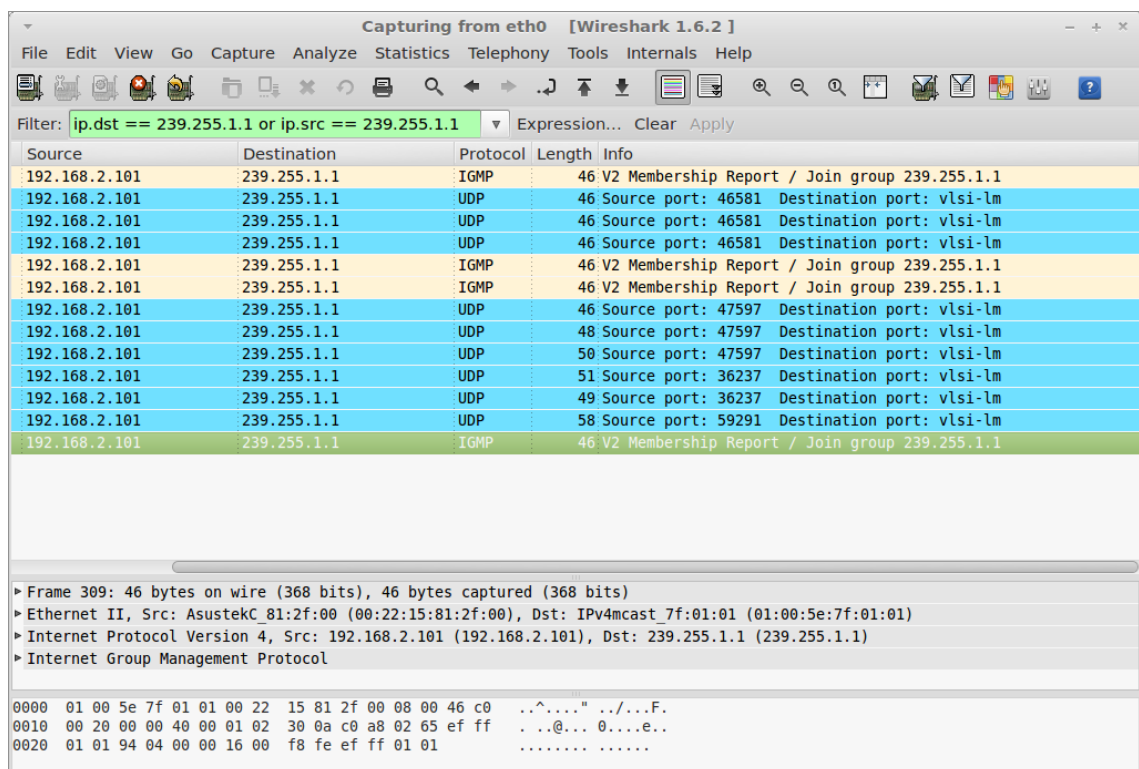 Capturing from eth0 [Wireshark 1.6.2 ]
File Edit View Go Capture Analyze Statistics Telephony Tools Internals Help
Filter: ip.dst == 239.255.1.1 or ip.src == 239.255.1.1 Expression... Clear Apply
Source Destination Protocol Length Info
192.168.2.101 239.255.1.1 IGMP 46 V2 Membership Report / Join group 239.255.1.1
192.168.2.101 239.255.1.1 UDP 46 Source port: 46581 Destination port: vlsi-lm
192.168.2.101 239.255.1.1 UDP 46 Source port: 46581 Destination port: vlsi-lm
192.168.2.101 239.255.1.1 UDP 46 Source port: 46581 Destination port: vlsi-lm
192.168.2.101 239.255.1.1 IGMP 46 V2 Membership Report / Join group 239.255.1.1
192.168.2.101 239.255.1.1 IGMP 46 V2 Membership Report / Join group 239.255.1.1
192.168.2.101 239.255.1.1 UDP 46 Source port: 47597 Destination port: vlsi-lm
192.168.2.101 239.255.1.1 UDP 48 Source port: 47597 Destination port: vlsi-lm
192.168.2.101 239.255.1.1 UDP 50 Source port: 47597 Destination port: vlsi-lm
192.168.2.101 239.255.1.1 UDP 51 Source port: 36237 Destination port: vlsi-lm
192.168.2.101 239.255.1.1 UDP 49 Source port: 36237 Destination port: vlsi-lm
192.168.2.101 239.255.1.1 UDP 58 Source port: 59291 Destination port: vlsi-lm
192.168.2.101 239.255.1.1 IGMP 46 V2 Membership Report / Join group 239.255.1.1
Frame 309: 46 bytes on wire (368 bits), 46 bytes captured (368 bits)
Ethernet II, Src: AsustekC_81:2f:00 (00:22:15:81:2f:00), Dst: IPv4mcast_7f:01:01 (01:00:5e:7f:01:01)
Internet Protocol Version 4, Src: 192.168.2.101 (192.168.2.101), Dst: 239.255.1.1 (239.255.1.1)
Internet Group Management Protocol
0000 01 00 5e 7f 01 01 00 22 15 81 2f 00 08 00 46 c0 ..^...." ../...F.
0010 00 20 00 00 40 00 01 02 30 0a c0 a8 02 65 ef ff . ..@... 0....e..
0020 01 01 94 04 00 00 16 00 f8 fe ef ff 01 01 ........ ......